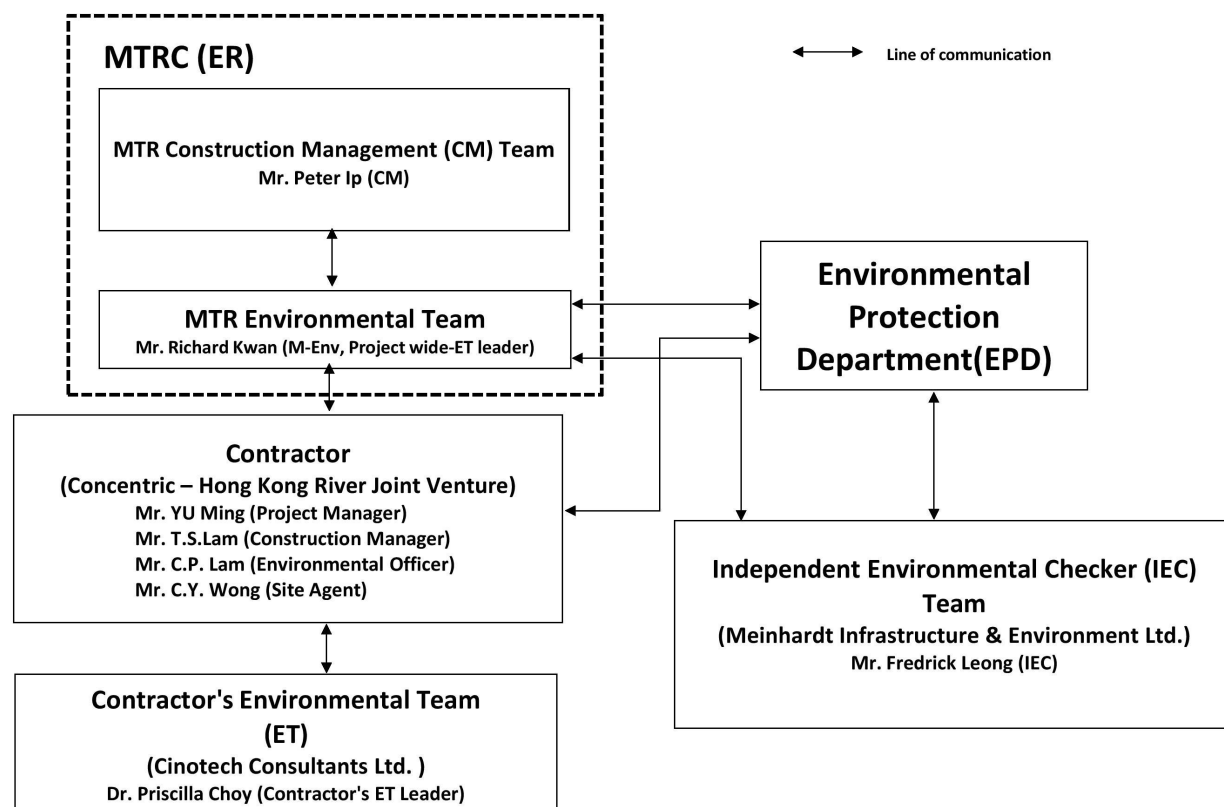 MTRC (ER)
Line of communication
MTR Construction Management (CM) Team
Mr. Peter Ip (CM)
MTR Environmental Team
Mr. Richard Kwan (M-Env, Project wide-ET leader)
Environmental
Protection
Department(EPD)
Contractor
(Concentric – Hong Kong River Joint Venture)
Mr. YU Ming (Project Manager)
Mr. T.S.Lam (Construction Manager)
Mr. C.P. Lam (Environmental Officer)
Mr. C.Y. Wong (Site Agent)
Independent Environmental Checker (IEC)
Team
(Meinhardt Infrastructure & Environment Ltd.)
Mr. Fredrick Leong (IEC)
Contractor's Environmental Team
(ET)
(Cinotech Consultants Ltd. )
Dr. Priscilla Choy (Contractor's ET Leader)